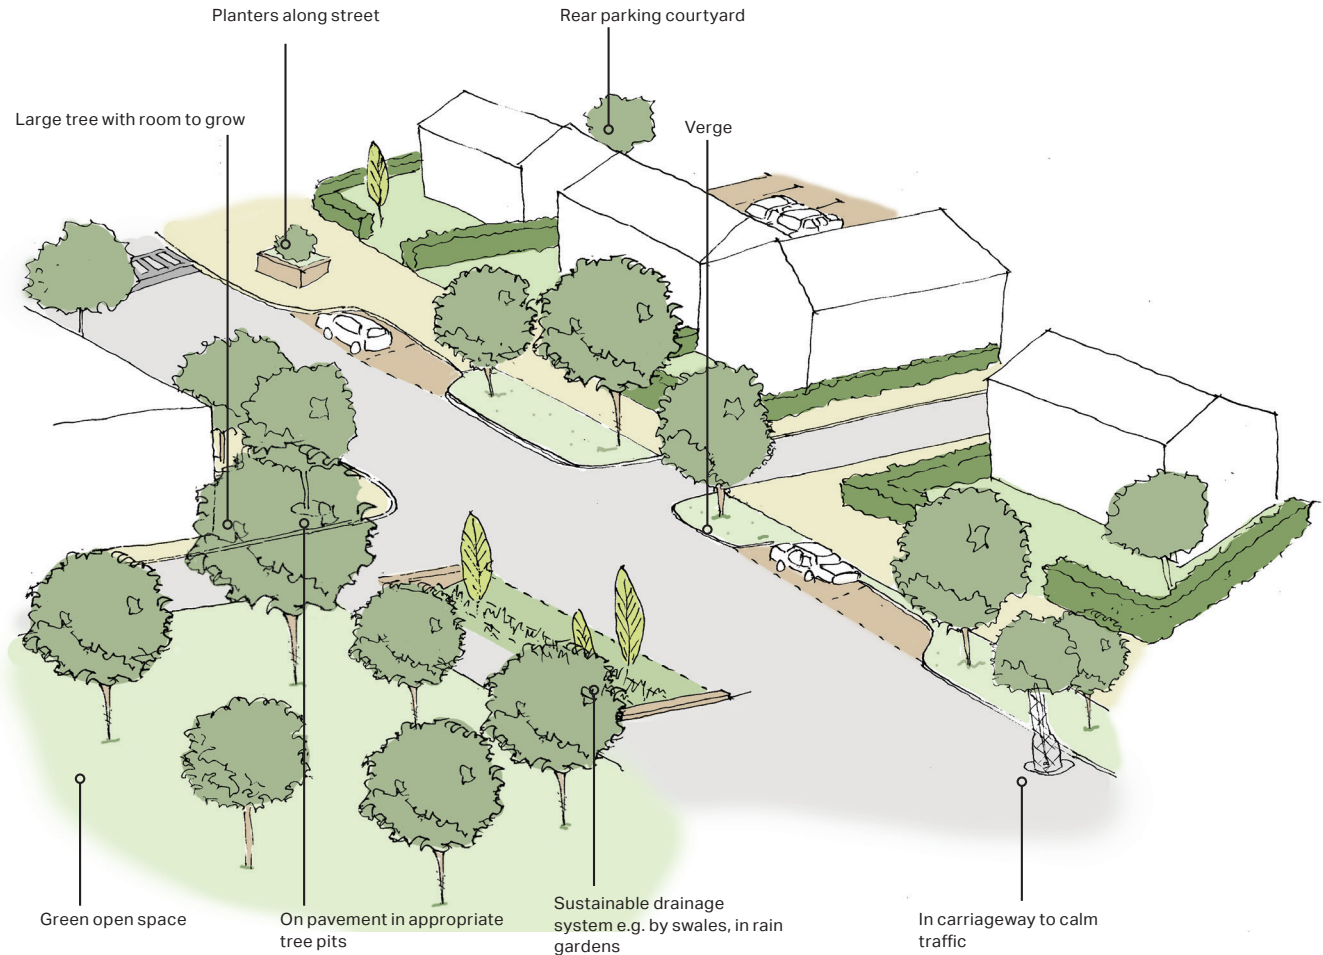 Planters along street
Rear parking courtyard
Large tree with room to grow
Verge
Green open space
On pavement in appropriate
tree pits
Sustainable drainage
system e.g. by swales, in rain
gardens
In carriageway to calm
traffic